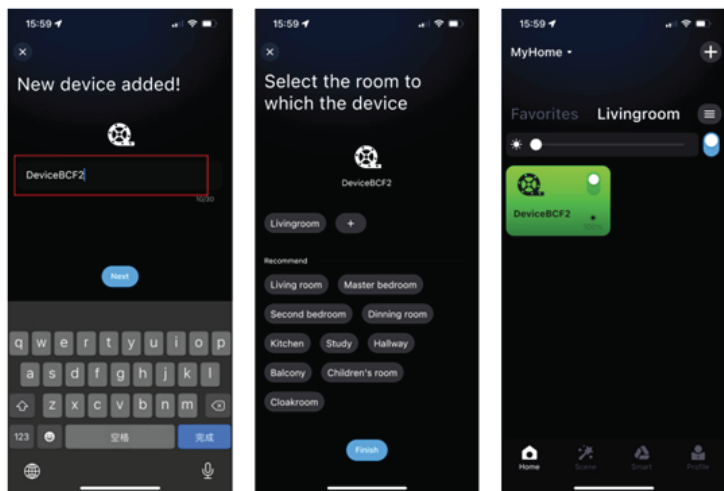 15:59
New device added!
DeviceBCF2
10/30
Next
q w e r t y u i o p
a s d f g h j k l
z x c v b n m
123 空格 完成
15:59
Select the room to
which the device
DeviceBCF2
Livingroom +
Recommend
Living room Master bedroom
Second bedroom Dinning room
Kitchen Study Hallway
Balcony Children's room
Cloakroom
Finish
15:59
MyHome
Favorites Livingroom
DeviceBCF2
100%
Home Scene Smart Profile